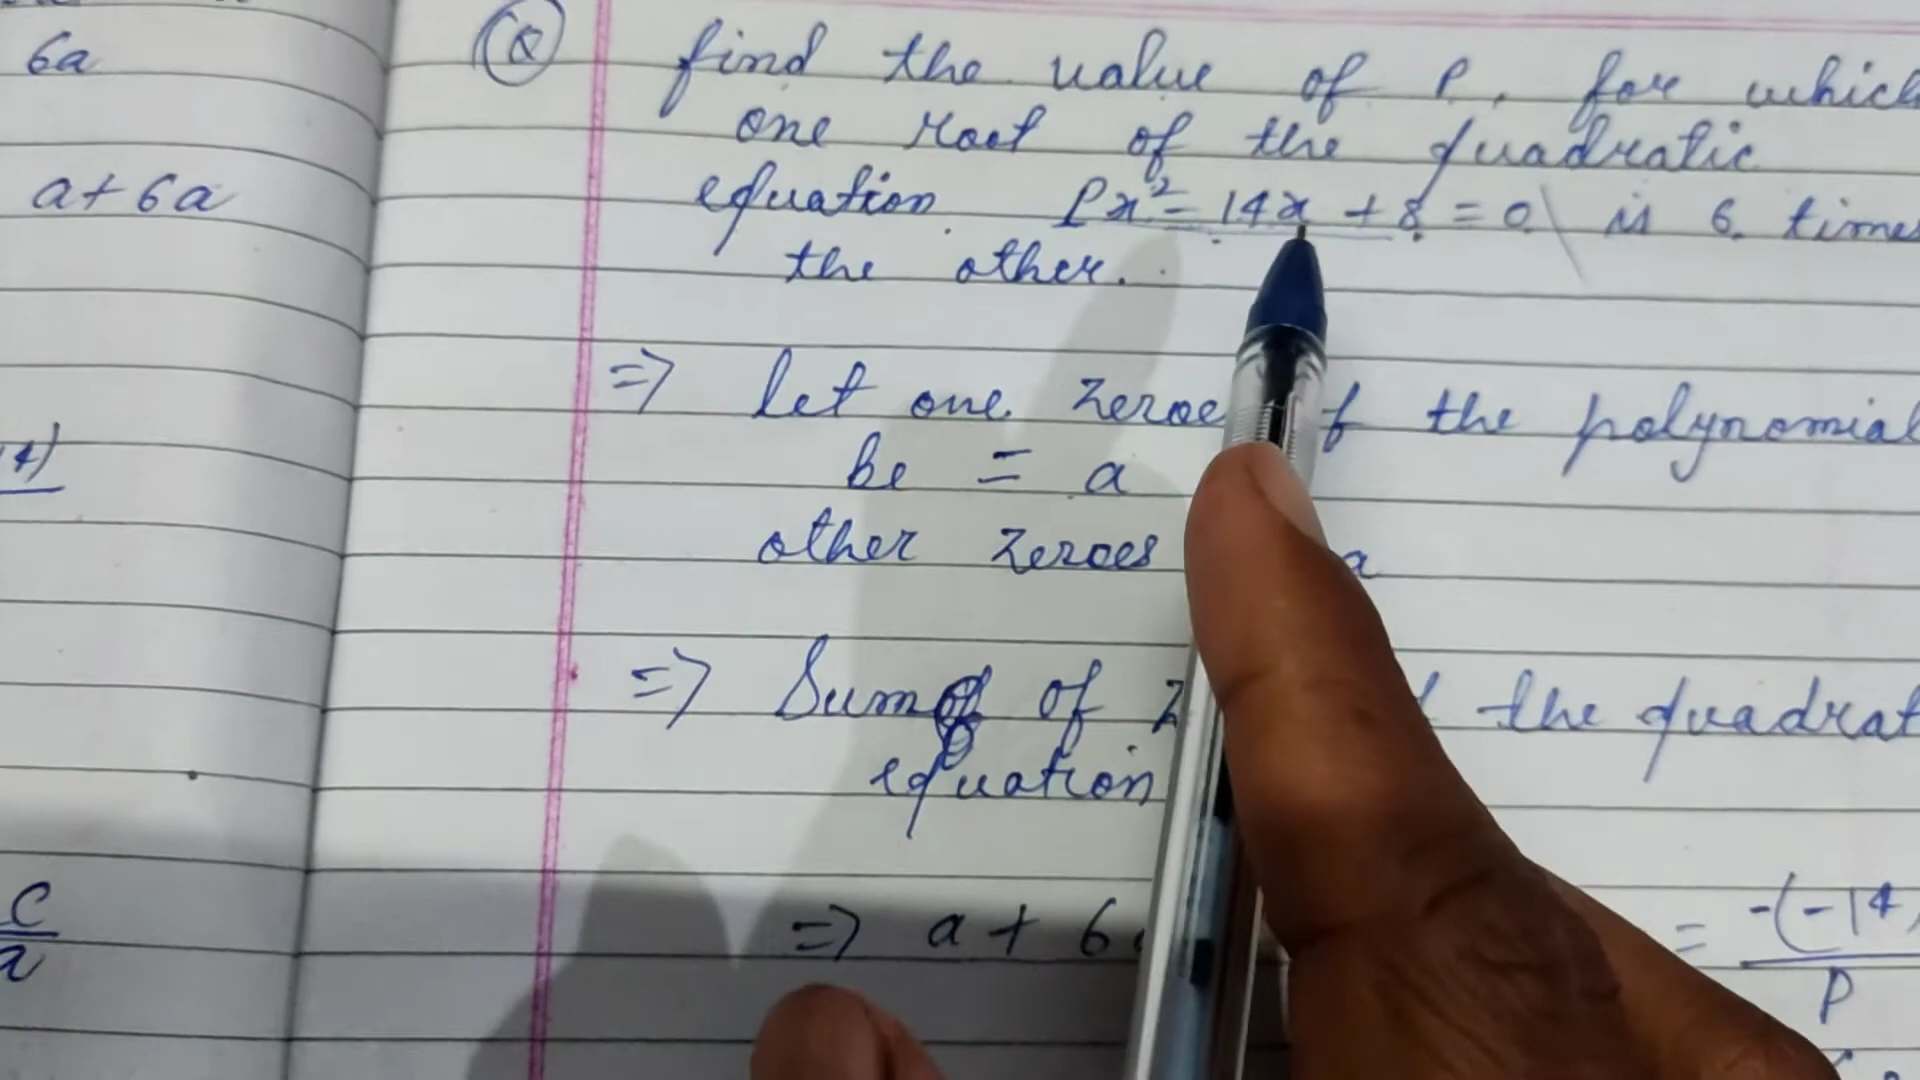 6a
a + 6a
4)
C
a
Q find the value of P, for which
one root of the quadratic
equation Px² - 14x + 8 = 0 is 6 times
the other.
=> let one zeroes of the polynomial
be = a
other zeroes a
=> Sum of the quadrat
equation
=> a + 6 = -(-14)
P